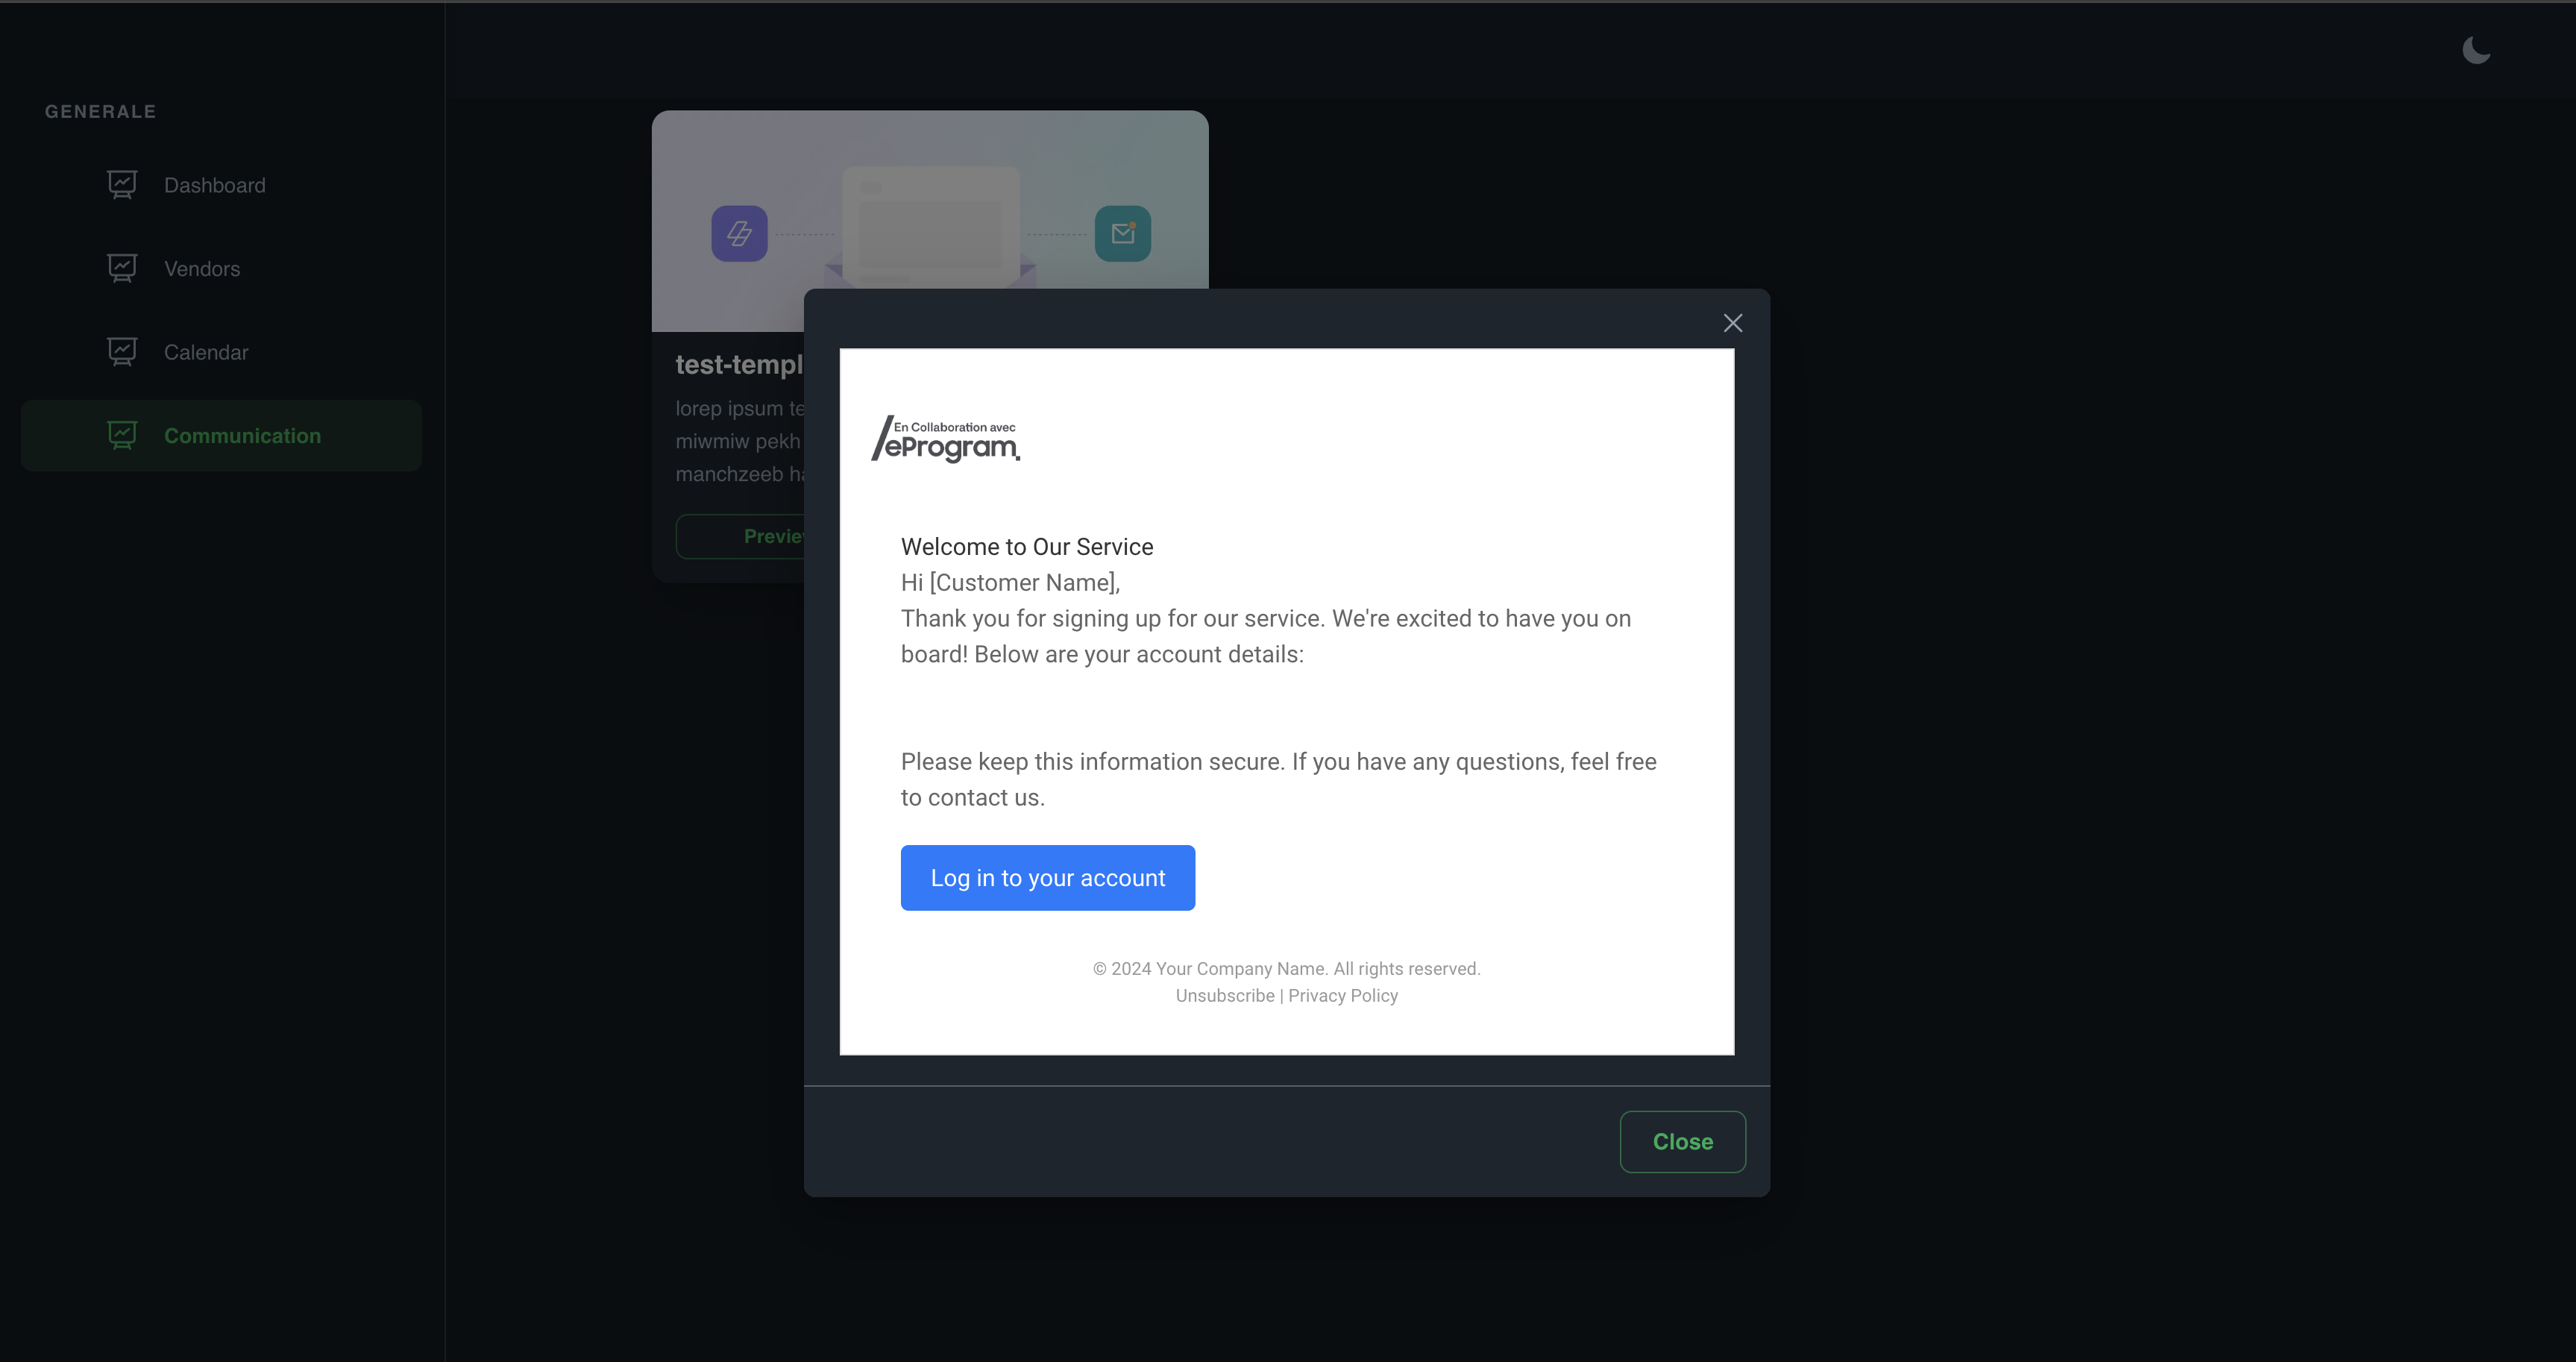 GENERALE
Dashboard
Vendors
Calendar
Communication
test-templ
lorep ipsum te
miwmiw pekh
manchzeeb ha
Preview
En Collaboration avec
/eProgram.
Welcome to Our Service
Hi [Customer Name],
Thank you for signing up for our service. We're excited to have you on
board! Below are your account details:
Please keep this information secure. If you have any questions, feel free
to contact us.
Log in to your account
© 2024 Your Company Name. All rights reserved.
Unsubscribe | Privacy Policy
Close